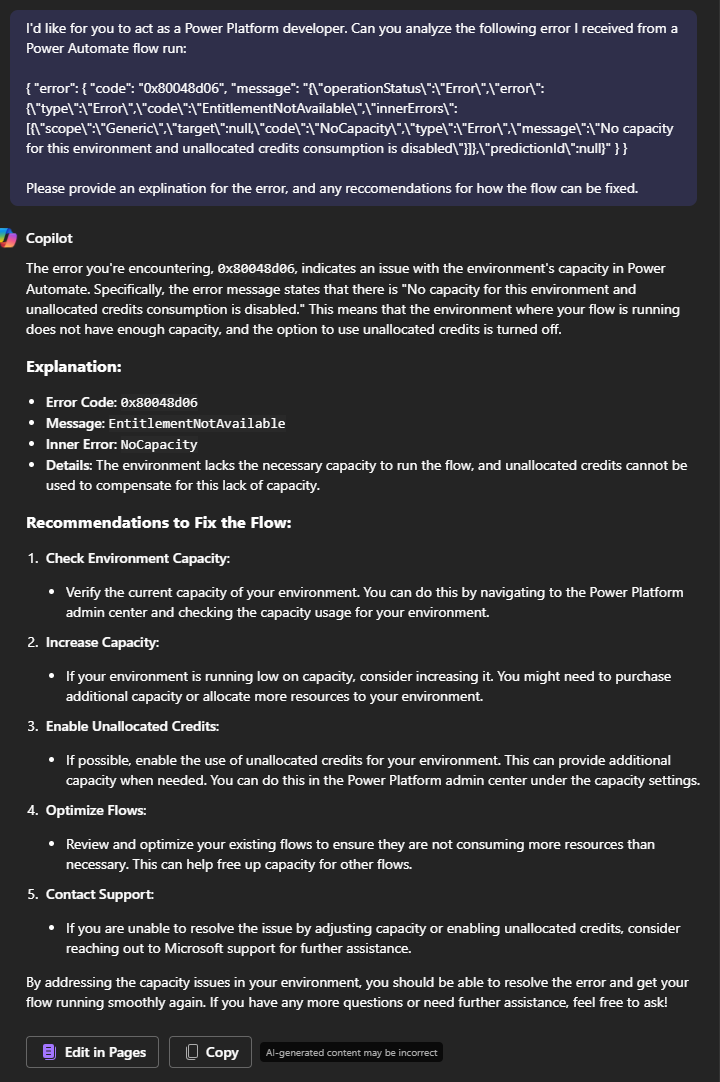 I'd like for you to act as a Power Platform developer. Can you analyze the following error I received from a
Power Automate flow run:
{ "error": { "code": "0x80048d06", "message": "{\"operationStatus\":\"Error\",\"error\":
{\"type\":\"Error\",\"code\":\"EntitlementNotAvailable\",\"innerErrors\":
[{\"scope\":\"Generic\",\"target\":null,\"code\":\"NoCapacity\",\"type\":\"Error\",\"message\":\"No capacity
for this environment and unallocated credits consumption is disabled\"}]},\"predictionId\":null}" } }
Please provide an explination for the error, and any reccomendations for how the flow can be fixed.
Copilot
The error you're encountering, 0x80048d06, indicates an issue with the environment's capacity in Power
Automate. Specifically, the error message states that there is "No capacity for this environment and
unallocated credits consumption is disabled." This means that the environment where your flow is running
does not have enough capacity, and the option to use unallocated credits is turned off.
Explanation:
• Error Code: 0x80048d06
• Message: EntitlementNotAvailable
• Inner Error: NoCapacity
• Details: The environment lacks the necessary capacity to run the flow, and unallocated credits cannot be
used to compensate for this lack of capacity.
Recommendations to Fix the Flow:
1. Check Environment Capacity:
• Verify the current capacity of your environment. You can do this by navigating to the Power Platform
admin center and checking the capacity usage for your environment.
2. Increase Capacity:
• If your environment is running low on capacity, consider increasing it. You might need to purchase
additional capacity or allocate more resources to your environment.
3. Enable Unallocated Credits:
• If possible, enable the use of unallocated credits for your environment. This can provide additional
capacity when needed. You can do this in the Power Platform admin center under the capacity settings.
4. Optimize Flows:
• Review and optimize your existing flows to ensure they are not consuming more resources than
necessary. This can help free up capacity for other flows.
5. Contact Support:
• If you are unable to resolve the issue by adjusting capacity or enabling unallocated credits, consider
reaching out to Microsoft support for further assistance.
By addressing the capacity issues in your environment, you should be able to resolve the error and get your
flow running smoothly again. If you have any more questions or need further assistance, feel free to ask!
Edit in Pages Copy AI-generated content may be incorrect